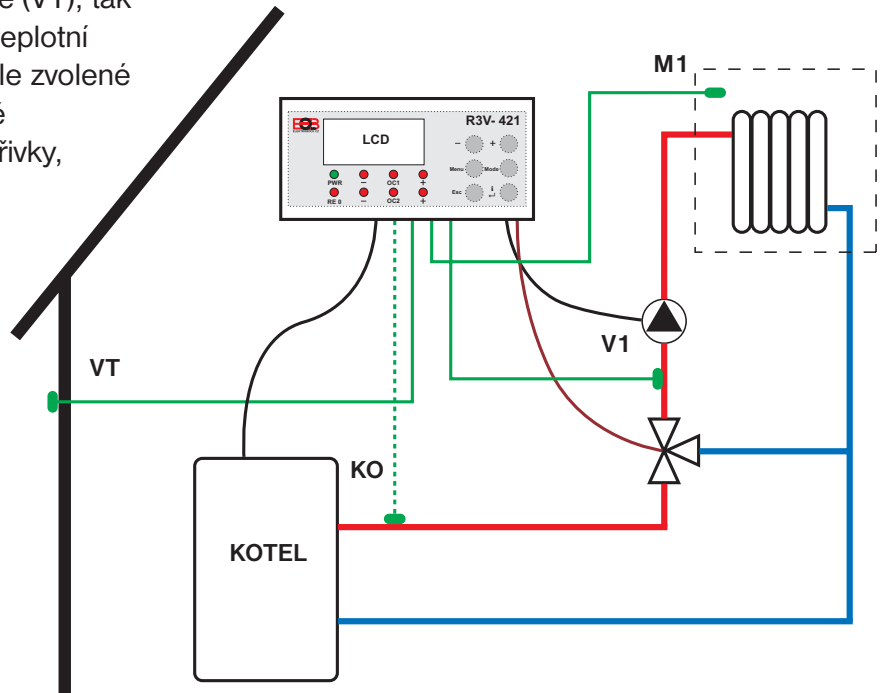 é (VT), tak
eplotní
le zvolené
é
řivky,
M1
R3V- 421
LCD
− +
Menu Mode
Esc i
PWR − OC1 +
RE 0 − OC2 +
V1
VT
KO
KOTEL